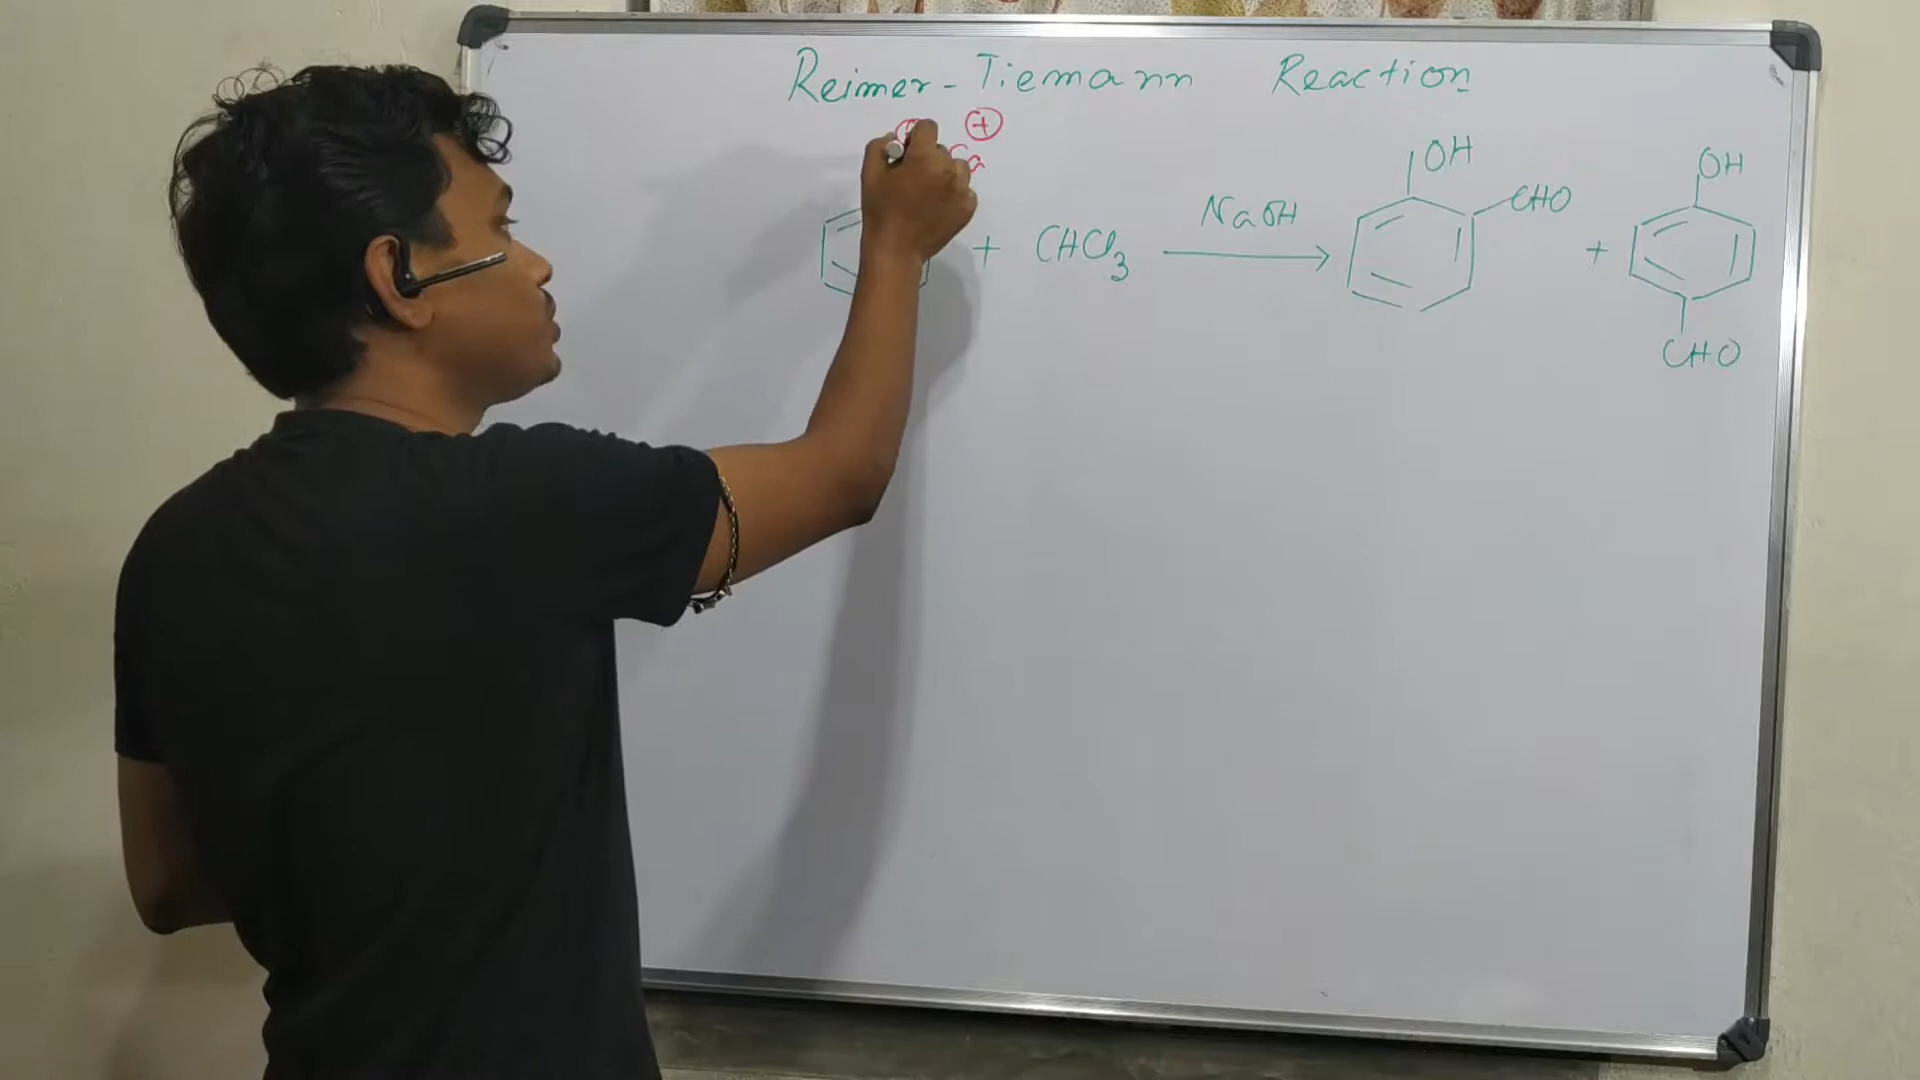 Reimer-Tiemann Reaction
+
OH
OH
NaOH
CHO
+ CHCl3
+
CHO